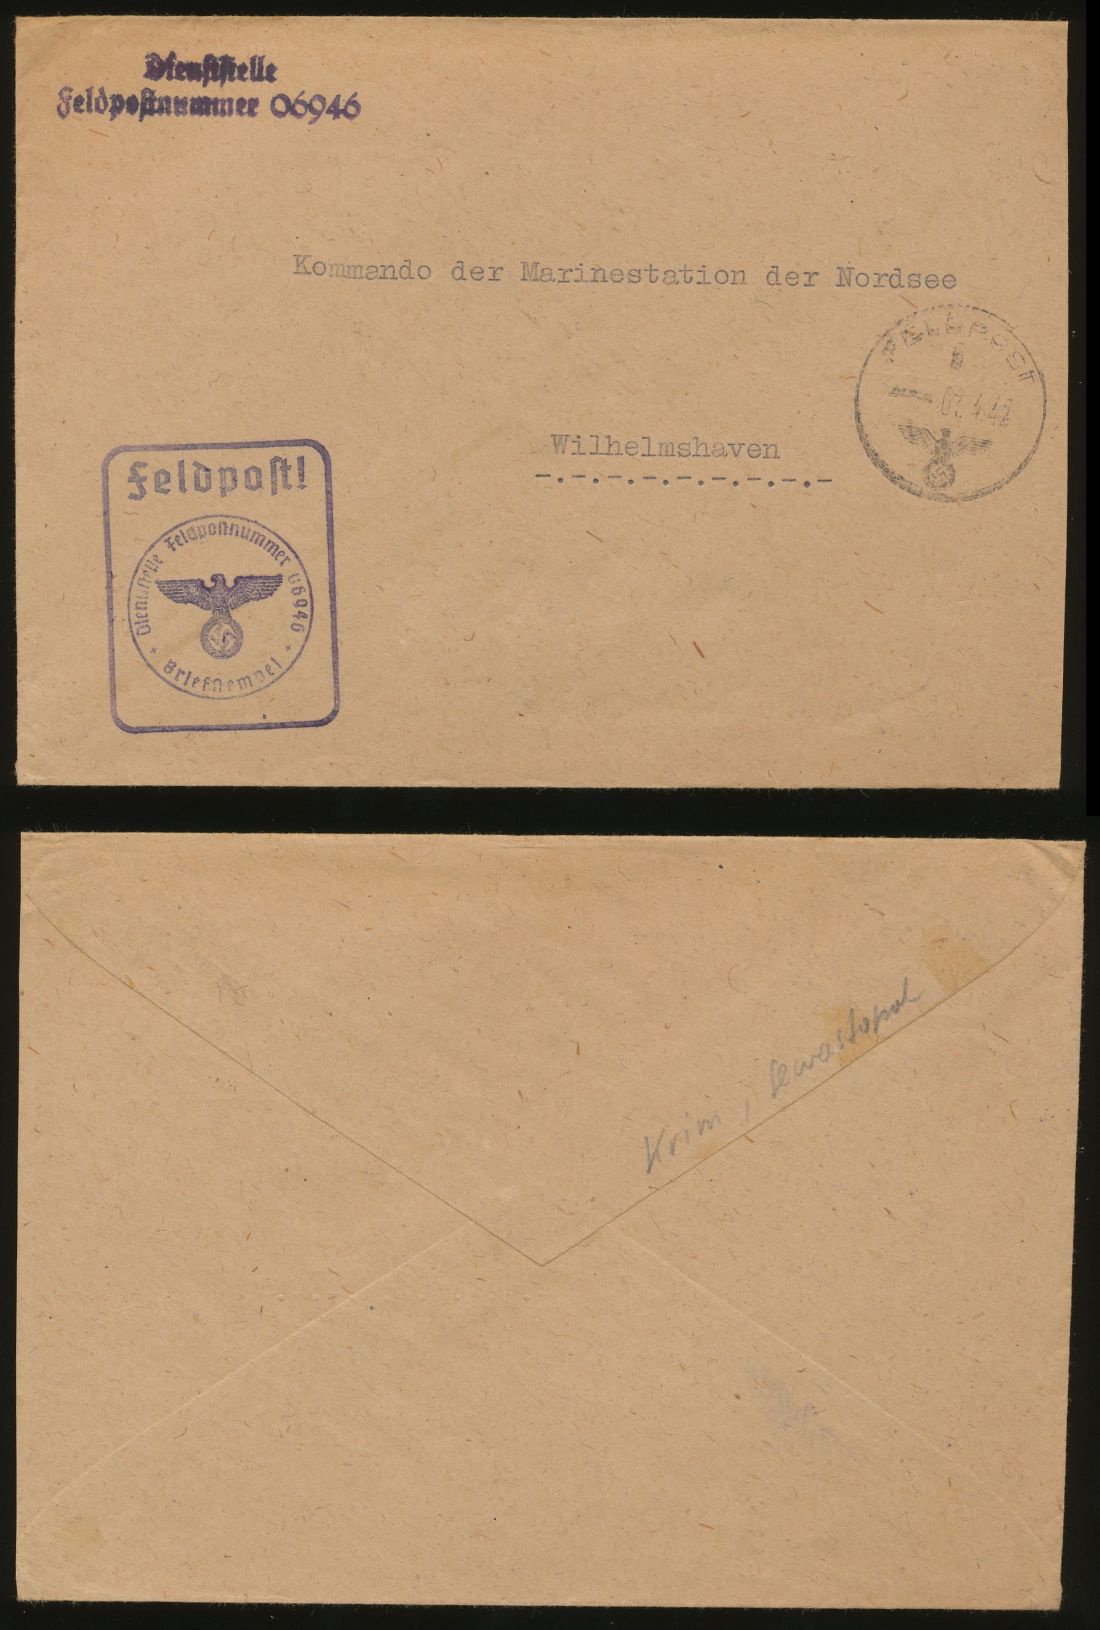 Dienststelle
Feldpostnummer 06946
Kommando der Marinestation der Nordsee
FELDPOST
b
07.4.42
Wilhelmshaven
-.-.-.-.-.-.-.-.-
Feldpost!
Dienststelle Feldpostnummer 06946
+ Briefstempel +
Krim, Sewastopol